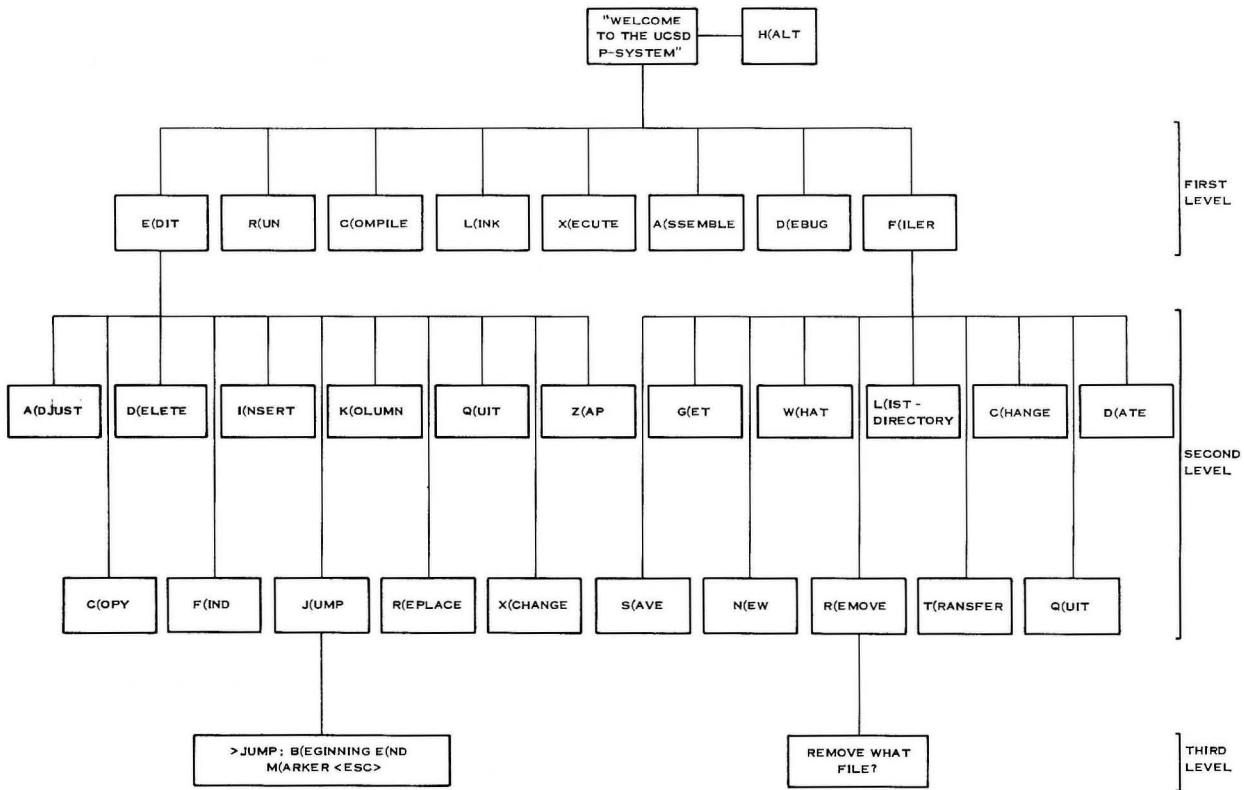 "WELCOME
TO THE UCSD
P-SYSTEM"
H(ALT
E(DIT
R(UN
C(OMPILE
L(INK
X(ECUTE
A(SSEMBLE
D(EBUG
F(ILER
FIRST
LEVEL
A(DJUST
D(ELETE
I(NSERT
K(OLUMN
Q(UIT
Z(AP
G(ET
W(HAT
L(IST -
DIRECTORY
C(HANGE
D(ATE
SECOND
LEVEL
C(OPY
F(IND
J(UMP
R(EPLACE
X(CHANGE
S(AVE
N(EW
R(EMOVE
T(RANSFER
Q(UIT
>JUMP: B(EGINNING E(ND
M(ARKER <ESC>
REMOVE WHAT
FILE?
THIRD
LEVEL